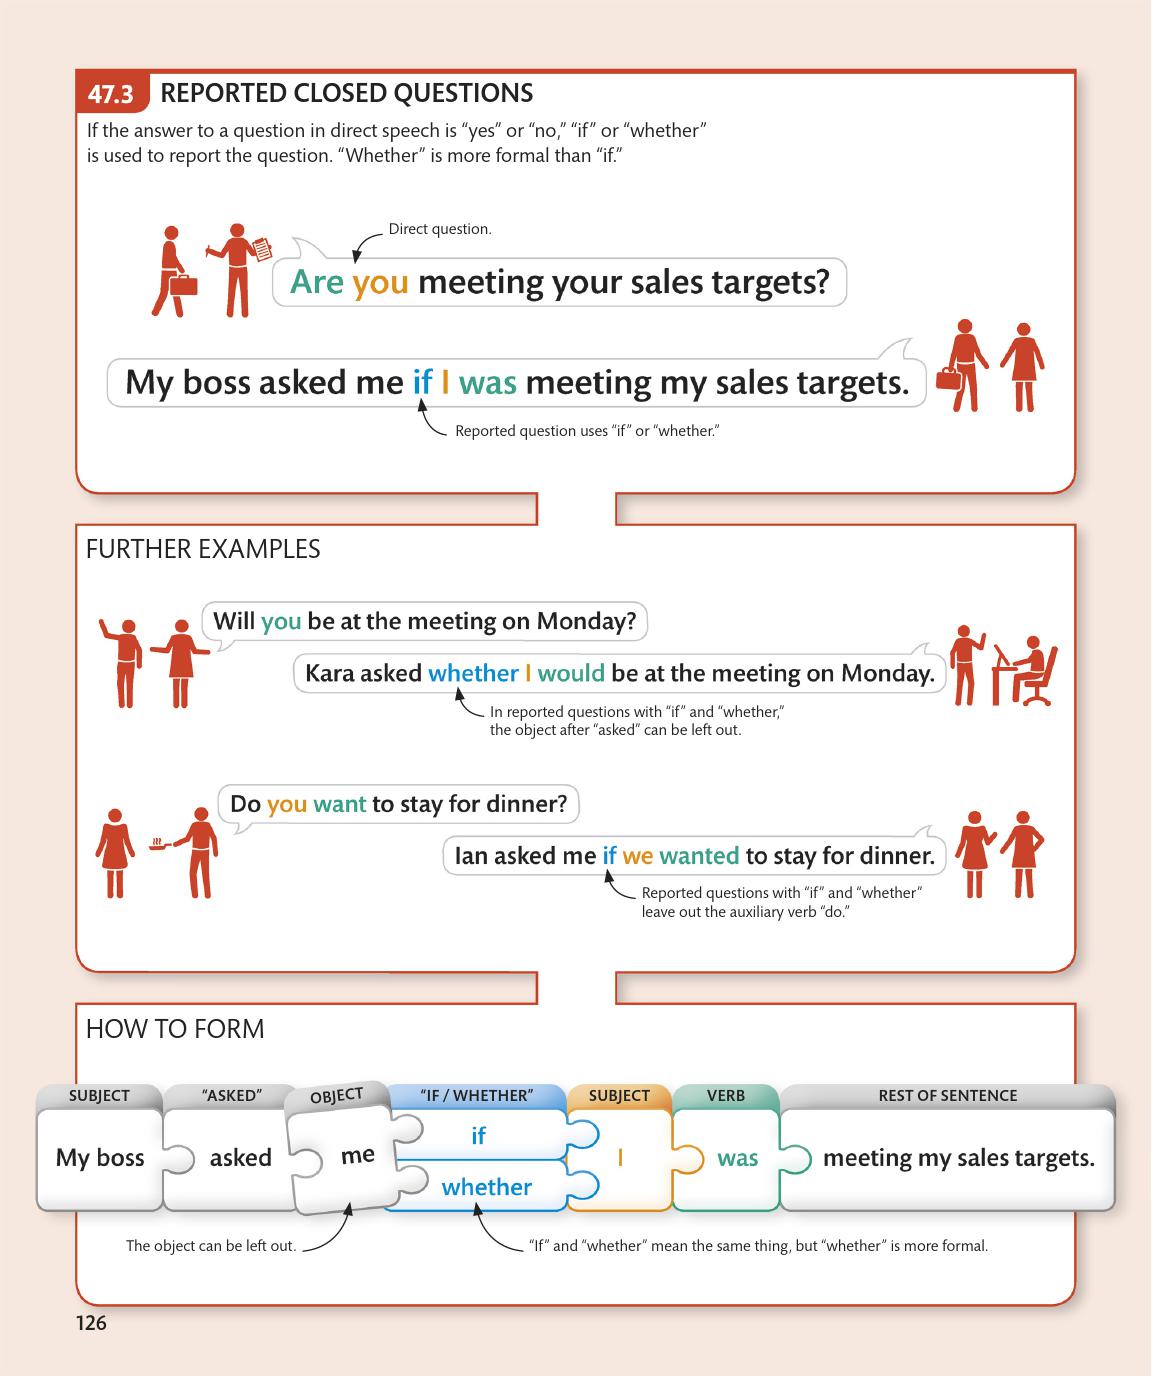 47.3 REPORTED CLOSED QUESTIONS
If the answer to a question in direct speech is “yes” or “no,” “if” or “whether”
is used to report the question. “Whether” is more formal than “if.”
Direct question.
Are you meeting your sales targets?
My boss asked me if I was meeting my sales targets.
Reported question uses “if” or “whether.”
FURTHER EXAMPLES
Will you be at the meeting on Monday?
Kara asked whether I would be at the meeting on Monday.
In reported questions with “if” and “whether,”
the object after “asked” can be left out.
Do you want to stay for dinner?
Ian asked me if we wanted to stay for dinner.
Reported questions with “if” and “whether”
leave out the auxiliary verb “do.”
HOW TO FORM
SUBJECT “ASKED” OBJECT “IF / WHETHER” SUBJECT VERB REST OF SENTENCE
if
My boss asked me I was meeting my sales targets.
whether
The object can be left out. “If” and “whether” mean the same thing, but “whether” is more formal.
126